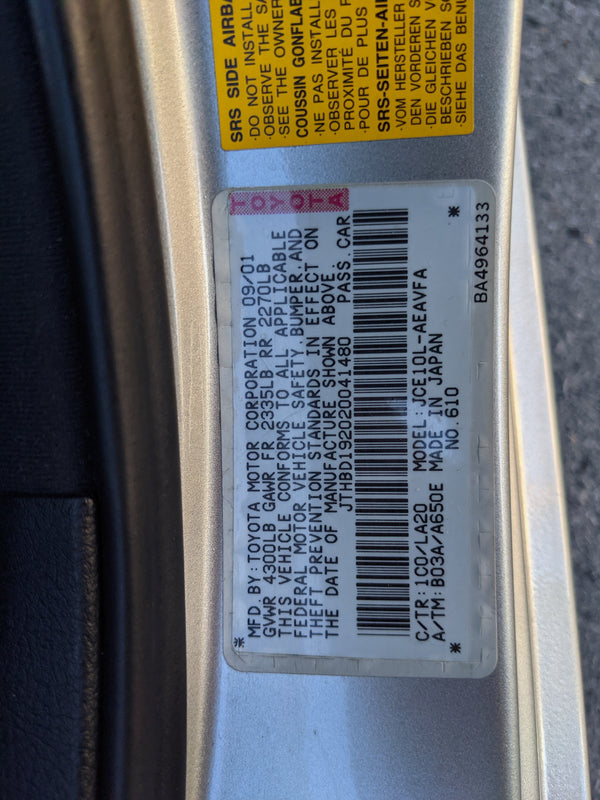 SRS SIDE AIRBA
·DO NOT INSTALL
·OBSERVE THE SA
·SEE THE OWNER
COUSSIN GONFLAB
·NE PAS INSTALL
·OBSERVER LES
PROXIMITÉ DU F
·POUR DE PLUS
SRS-SEITEN-AI
·VOM HERSTELLER
DEN VORDEREN S
·DIE GLEICHEN V
BESCHRIEBEN SC
·SIEHE DAS BENU
TOYOTA
*MFD. BY: TOYOTA MOTOR CORPORATION 09/01
GVWR 4300LB GAWR FR 2335LB RR 2270LB
THIS VEHICLE CONFORMS TO ALL APPLICABLE
FEDERAL MOTOR VEHICLE SAFETY, BUMPER, AND
THEFT PREVENTION STANDARDS IN EFFECT ON
THE DATE OF MANUFACTURE SHOWN ABOVE.
JTHBD192020041480 PASS. CAR
C/TR: 1C0/LA20 MODEL: JCE10L-AEAVFA
A/TM: B03A/A650E MADE IN JAPAN
* NO. 610 *
BA4964133